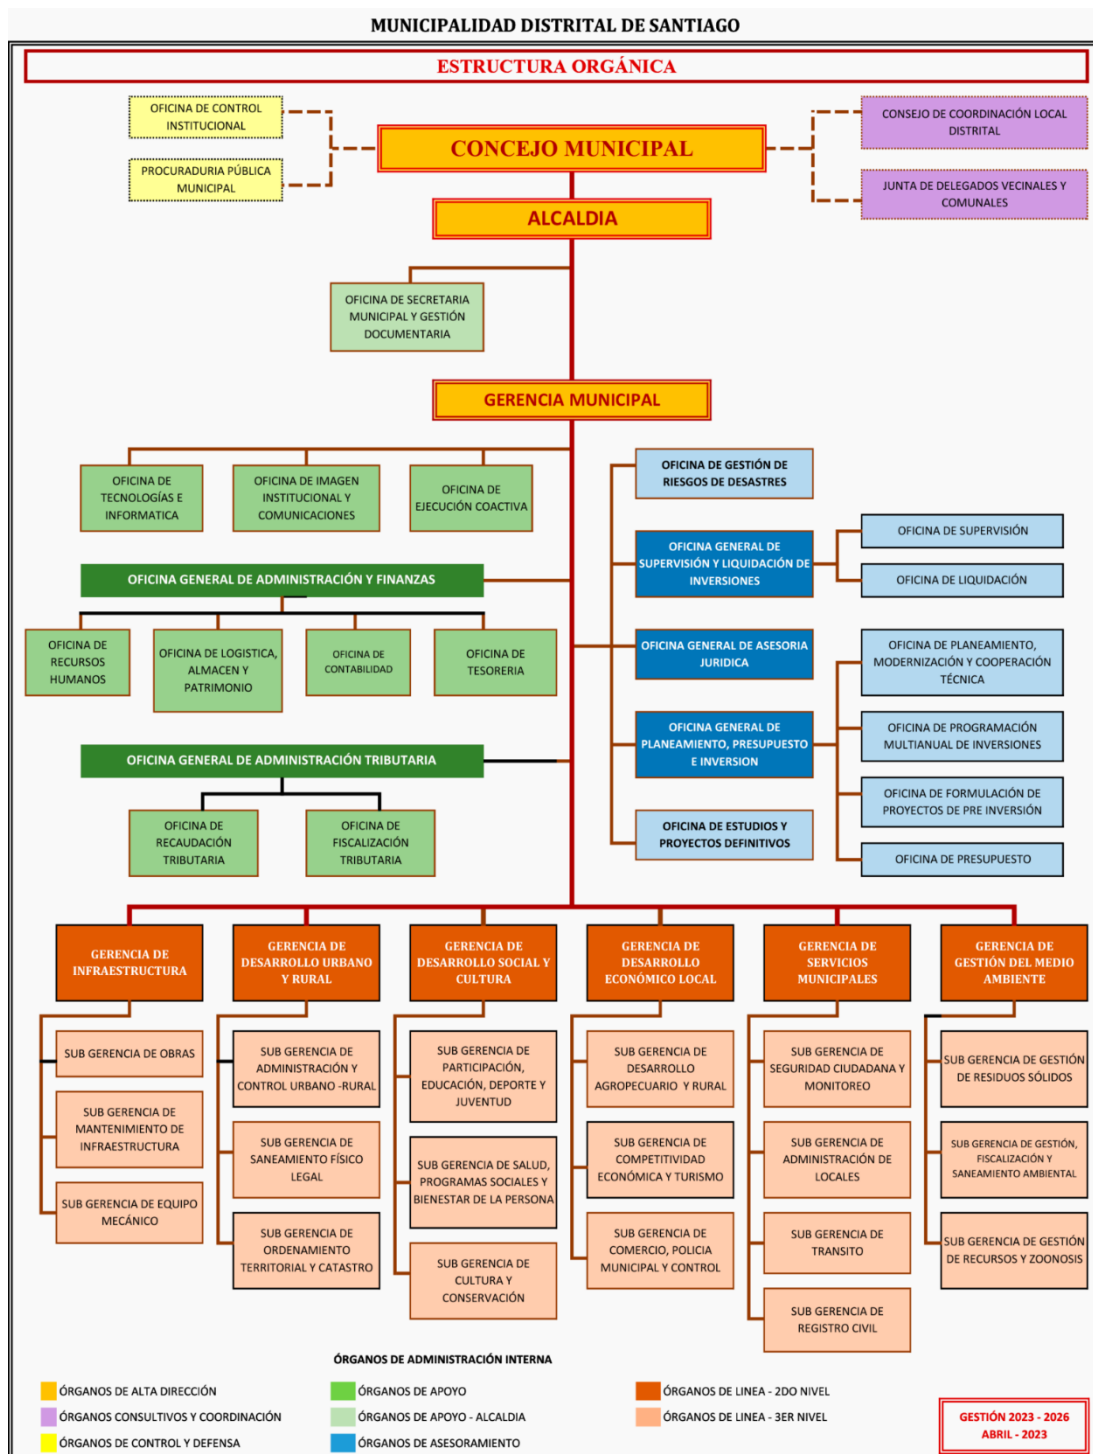 MUNICIPALIDAD DISTRITAL DE SANTIAGO
ESTRUCTURA ORGÁNICA
OFICINA DE CONTROL
INSTITUCIONAL
PROCURADURIA PÚBLICA
MUNICIPAL
CONCEJO MUNICIPAL
CONSEJO DE COORDINACIÓN LOCAL
DISTRITAL
JUNTA DE DELEGADOS VECINALES Y
COMUNALES
ALCALDIA
OFICINA DE SECRETARIA
MUNICIPAL Y GESTIÓN
DOCUMENTARIA
GERENCIA MUNICIPAL
OFICINA DE
TECNOLOGÍAS E
INFORMATICA
OFICINA DE IMAGEN
INSTITUCIONAL Y
COMUNICACIONES
OFICINA DE
EJECUCIÓN COACTIVA
OFICINA GENERAL DE ADMINISTRACIÓN Y FINANZAS
OFICINA DE
RECURSOS
HUMANOS
OFICINA DE LOGISTICA,
ALMACEN Y
PATRIMONIO
OFICINA DE
CONTABILIDAD
OFICINA DE
TESORERIA
OFICINA GENERAL DE ADMINISTRACIÓN TRIBUTARIA
OFICINA DE
RECAUDACIÓN
TRIBUTARIA
OFICINA DE
FISCALIZACIÓN
TRIBUTARIA
OFICINA DE GESTIÓN DE
RIESGOS DE DESASTRES
OFICINA GENERAL DE
SUPERVISIÓN Y LIQUIDACIÓN DE
INVERSIONES
OFICINA DE SUPERVISIÓN
OFICINA DE LIQUIDACIÓN
OFICINA GENERAL DE ASESORIA
JURIDICA
OFICINA GENERAL DE
PLANEAMIENTO, PRESUPUESTO
E INVERSION
OFICINA DE PLANEAMIENTO,
MODERNIZACIÓN Y COOPERACIÓN
TÉCNICA
OFICINA DE PROGRAMACIÓN
MULTIANUAL DE INVERSIONES
OFICINA DE FORMULACIÓN DE
PROYECTOS DE PRE INVERSIÓN
OFICINA DE PRESUPUESTO
OFICINA DE ESTUDIOS Y
PROYECTOS DEFINITIVOS
GERENCIA DE
INFRAESTRUCTURA
SUB GERENCIA DE OBRAS
SUB GERENCIA DE
MANTENIMIENTO DE
INFRAESTRUCTURA
SUB GERENCIA DE EQUIPO
MECÁNICO
GERENCIA DE
DESARROLLO URBANO
Y RURAL
SUB GERENCIA DE
ADMINISTRACIÓN Y
CONTROL URBANO -RURAL
SUB GERENCIA DE
SANEAMIENTO FÍSICO
LEGAL
SUB GERENCIA DE
ORDENAMIENTO
TERRITORIAL Y CATASTRO
GERENCIA DE
DESARROLLO SOCIAL Y
CULTURA
SUB GERENCIA DE
PARTICIPACIÓN,
EDUCACIÓN, DEPORTE Y
JUVENTUD
SUB GERENCIA DE SALUD,
PROGRAMAS SOCIALES Y
BIENESTAR DE LA PERSONA
SUB GERENCIA DE
CULTURA Y
CONSERVACIÓN
GERENCIA DE
DESARROLLO
ECONÓMICO LOCAL
SUB GERENCIA DE
DESARROLLO
AGROPECUARIO Y RURAL
SUB GERENCIA DE
COMPETITIVIDAD
ECONÓMICA Y TURISMO
SUB GERENCIA DE
COMERCIO, POLICIA
MUNICIPAL Y CONTROL
GERENCIA DE
SERVICIOS
MUNICIPALES
SUB GERENCIA DE
SEGURIDAD CIUDADANA Y
MONITOREO
SUB GERENCIA DE
ADMINISTRACIÓN DE
LOCALES
SUB GERENCIA DE
TRANSITO
SUB GERENCIA DE
REGISTRO CIVIL
GERENCIA DE
GESTIÓN DEL MEDIO
AMBIENTE
SUB GERENCIA DE GESTIÓN
DE RESIDUOS SÓLIDOS
SUB GERENCIA DE GESTIÓN,
FISCALIZACIÓN Y
SANEAMIENTO AMBIENTAL
SUB GERENCIA DE GESTIÓN
DE RECURSOS Y ZOONOSIS
ÓRGANOS DE ADMINISTRACIÓN INTERNA
ÓRGANOS DE ALTA DIRECCIÓN
ÓRGANOS CONSULTIVOS Y COORDINACIÓN
ÓRGANOS DE CONTROL Y DEFENSA
ÓRGANOS DE APOYO
ÓRGANOS DE APOYO - ALCALDIA
ÓRGANOS DE ASESORAMIENTO
ÓRGANOS DE LINEA - 2DO NIVEL
ÓRGANOS DE LINEA - 3ER NIVEL
GESTIÓN 2023 - 2026
ABRIL - 2023